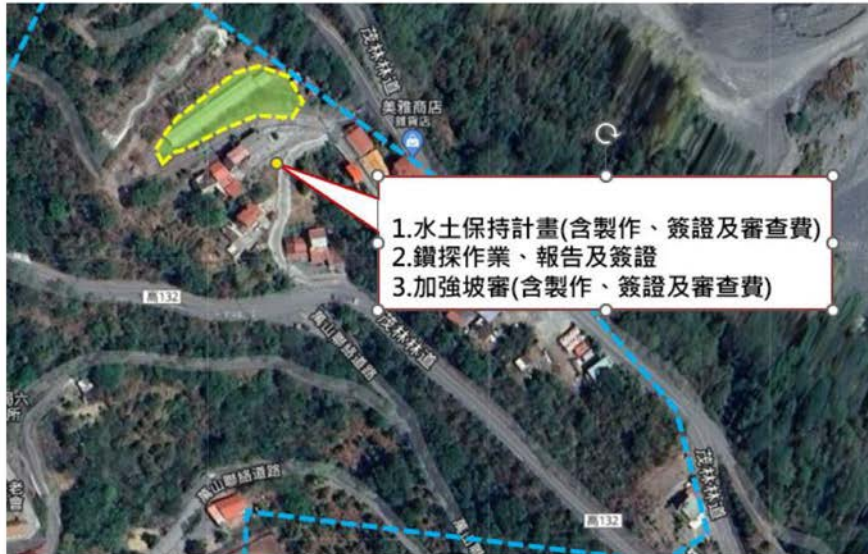 茂林林道
美雅商店
雜貨店
1.水土保持計畫(含製作、簽證及審查費)
2.鑽探作業、報告及簽證
3.加強坡審(含製作、簽證及審查費)
高132
茂林林道
萬山聯絡道路
茂林林道
萬山聯絡道路
高132